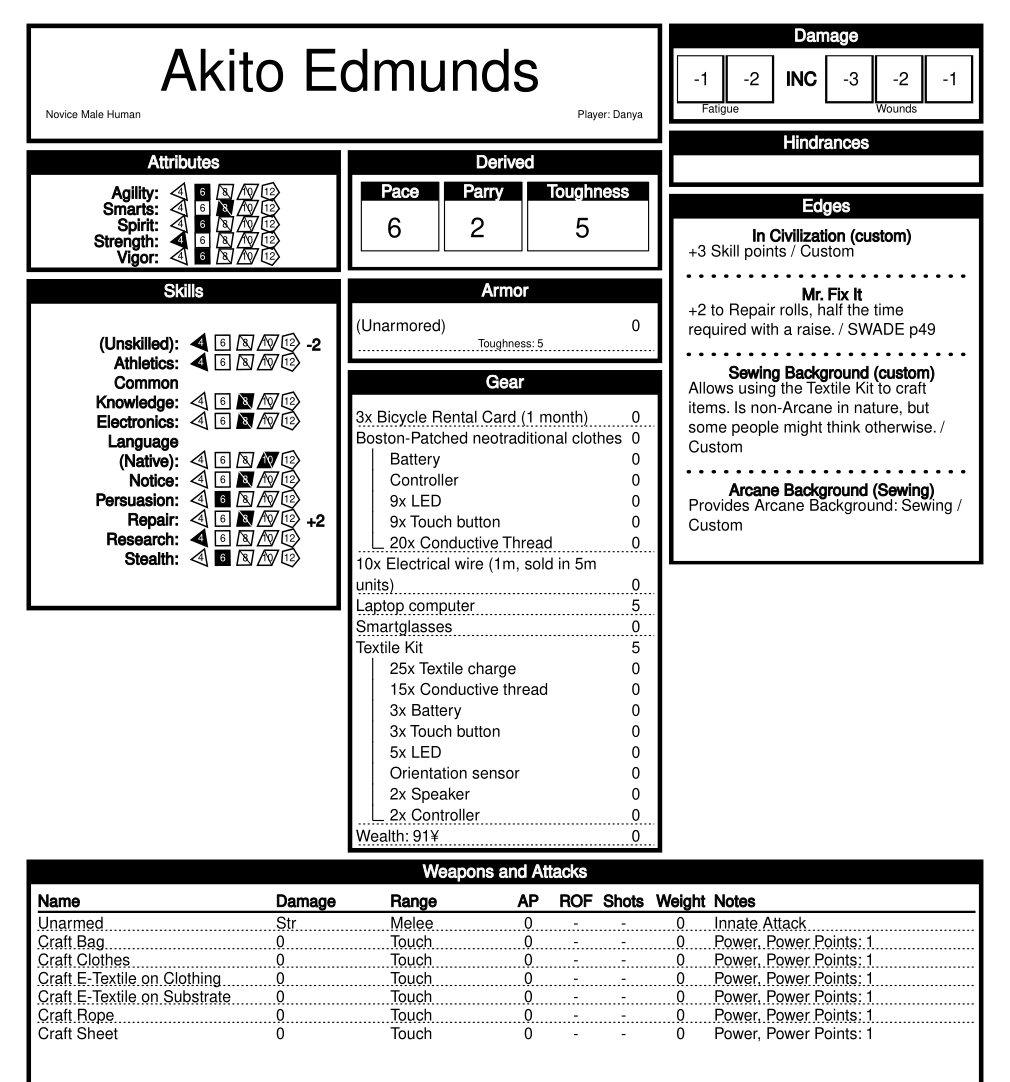 Akito Edmunds
Novice Male Human
Player: Danya
Damage
-1 -2 INC -3 -2 -1
Fatigue Wounds
Hindrances
Attributes
Agility: 4 6 8 10 12
Smarts: 4 6 8 10 12
Spirit: 4 6 8 10 12
Strength: 4 6 8 10 12
Vigor: 4 6 8 10 12
Derived
Pace Parry Toughness
6 2 5
Edges
In Civilization (custom)
+3 Skill points / Custom
Mr. Fix It
+2 to Repair rolls, half the time
required with a raise. / SWADE p49
Sewing Background (custom)
Allows using the Textile Kit to craft
items. Is non-Arcane in nature, but
some people might think otherwise. /
Custom
Arcane Background (Sewing)
Provides Arcane Background: Sewing /
Custom
Skills
(Unskilled): 4 6 8 10 12 -2
Athletics: 4 6 8 10 12
Common
Knowledge: 4 6 8 10 12
Electronics: 4 6 8 10 12
Language
(Native): 4 6 8 10 12
Notice: 4 6 8 10 12
Persuasion: 4 6 8 10 12
Repair: 4 6 8 10 12 +2
Research: 4 6 8 10 12
Stealth: 4 6 8 10 12
Armor
(Unarmored) 0
Toughness: 5
Gear
3x Bicycle Rental Card (1 month) 0
Boston-Patched neotraditional clothes 0
Battery 0
Controller 0
9x LED 0
9x Touch button 0
20x Conductive Thread 0
10x Electrical wire (1m, sold in 5m
units) 0
Laptop computer 5
Smartglasses 0
Textile Kit 5
25x Textile charge 0
15x Conductive thread 0
3x Battery 0
3x Touch button 0
5x LED 0
Orientation sensor 0
2x Speaker 0
2x Controller 0
Wealth: 91¥ 0
Weapons and Attacks
Name Damage Range AP ROF Shots Weight Notes
Unarmed Str Melee 0 - - 0 Innate Attack
Craft Bag 0 Touch 0 - - 0 Power, Power Points: 1
Craft Clothes 0 Touch 0 - - 0 Power, Power Points: 1
Craft E-Textile on Clothing 0 Touch 0 - - 0 Power, Power Points: 1
Craft E-Textile on Substrate 0 Touch 0 - - 0 Power, Power Points: 1
Craft Rope 0 Touch 0 - - 0 Power, Power Points: 1
Craft Sheet 0 Touch 0 - - 0 Power, Power Points: 1